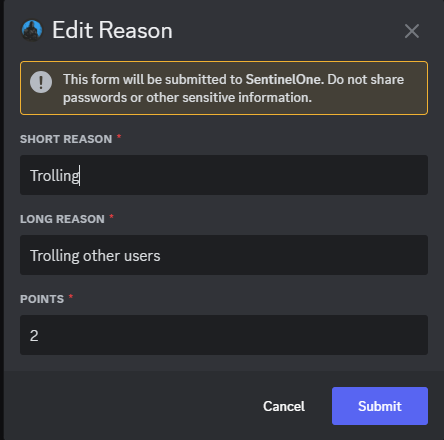 Edit Reason
This form will be submitted to SentinelOne. Do not share
passwords or other sensitive information.
SHORT REASON *
Trolling
LONG REASON *
Trolling other users
POINTS *
2
Cancel
Submit